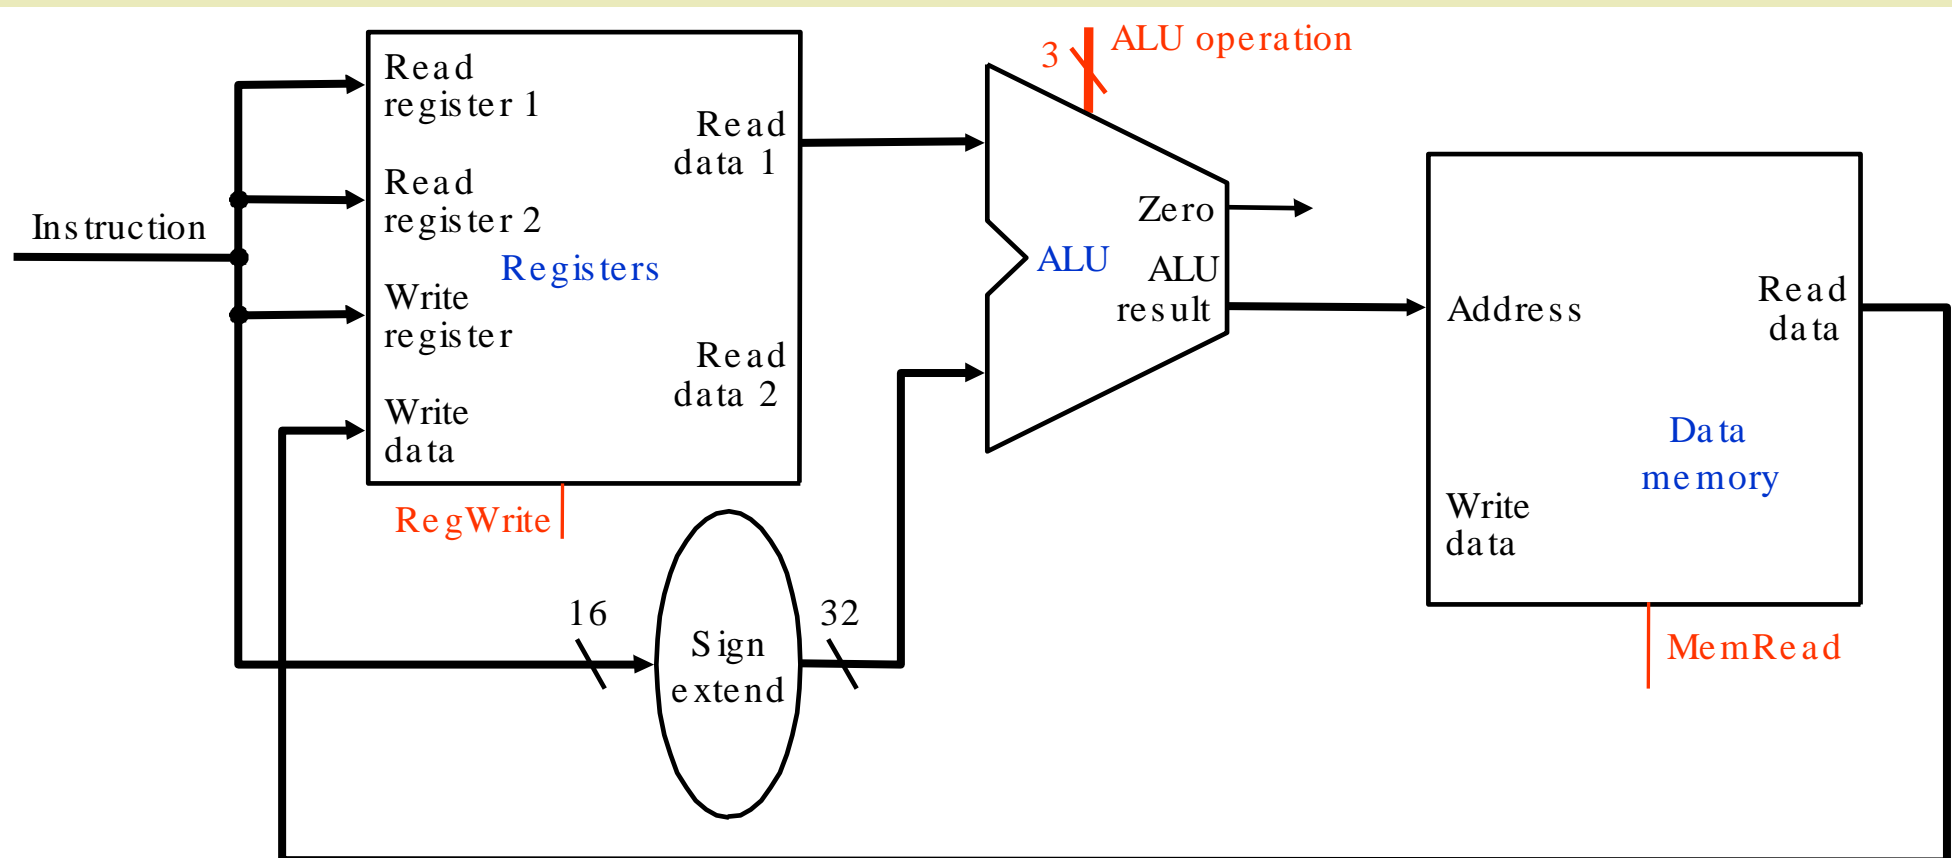 Instruction
Read
register 1
Read
register 2
Registers
Write
register
Write
data
Read
data 1
Read
data 2
RegWrite
16
Sign
extend
32
3
ALU operation
Zero
ALU
ALU
result
Address
Read
data
Data
memory
Write
data
MemRead